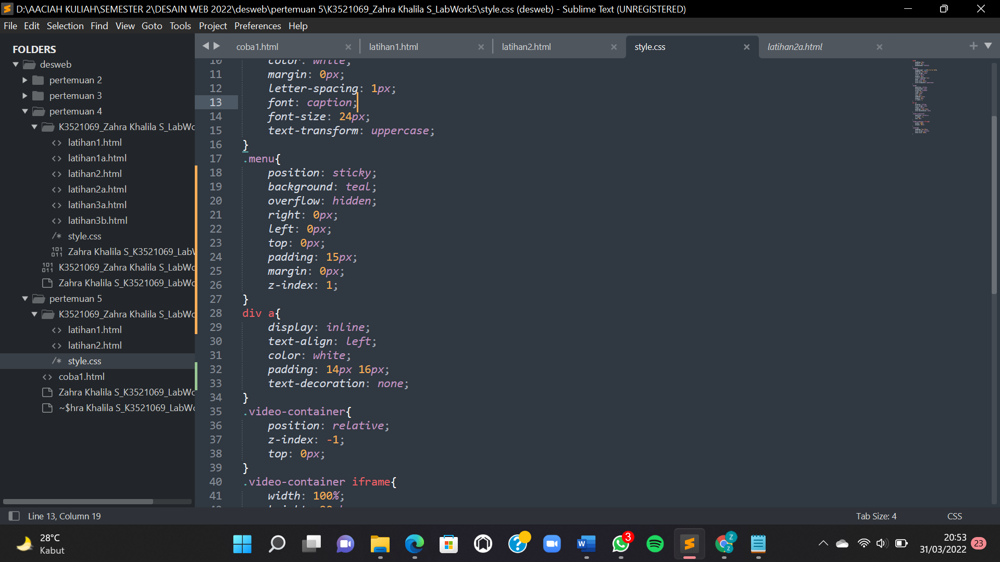 D:\AACIAH KULIAH\SEMESTER 2\DESAIN WEB 2022\desweb\pertemuan 5\K3521069_Zahra Khalila S_LabWork5\style.css (desweb) - Sublime Text (UNREGISTERED)
File Edit Selection Find View Goto Tools Project Preferences Help
FOLDERS
desweb
pertemuan 2
pertemuan 3
pertemuan 4
K3521069_Zahra Khalila S_LabWo
latihan1.html
latihan1a.html
latihan2.html
latihan2a.html
latihan3a.html
latihan3b.html
/* style.css
Zahra Khalila S_K3521069_LabW
K3521069_Zahra Khalila S_LabWo
Zahra Khalila S_K3521069_LabWo
pertemuan 5
K3521069_Zahra Khalila S_LabWo
latihan1.html
latihan2.html
/* style.css
coba1.html
Zahra Khalila S_K3521069_LabWo
~$hra Khalila S_K3521069_LabWo
coba1.html latihan1.html latihan2.html style.css latihan2a.html
10 color: white;
11 margin: 0px;
12 letter-spacing: 1px;
13 font: caption;
14 font-size: 24px;
15 text-transform: uppercase;
16 }
17 .menu{
18 position: sticky;
19 background: teal;
20 overflow: hidden;
21 right: 0px;
22 left: 0px;
23 top: 0px;
24 padding: 15px;
25 margin: 0px;
26 z-index: 1;
27 }
28 div a{
29 display: inline;
30 text-align: left;
31 color: white;
32 padding: 14px 16px;
33 text-decoration: none;
34 }
35 .video-container{
36 position: relative;
37 z-index: -1;
38 top: 0px;
39 }
40 .video-container iframe{
41 width: 100%;
Line 13, Column 19
Tab Size: 4
CSS
28°C
Kabut
3
20:53
31/03/2022
23